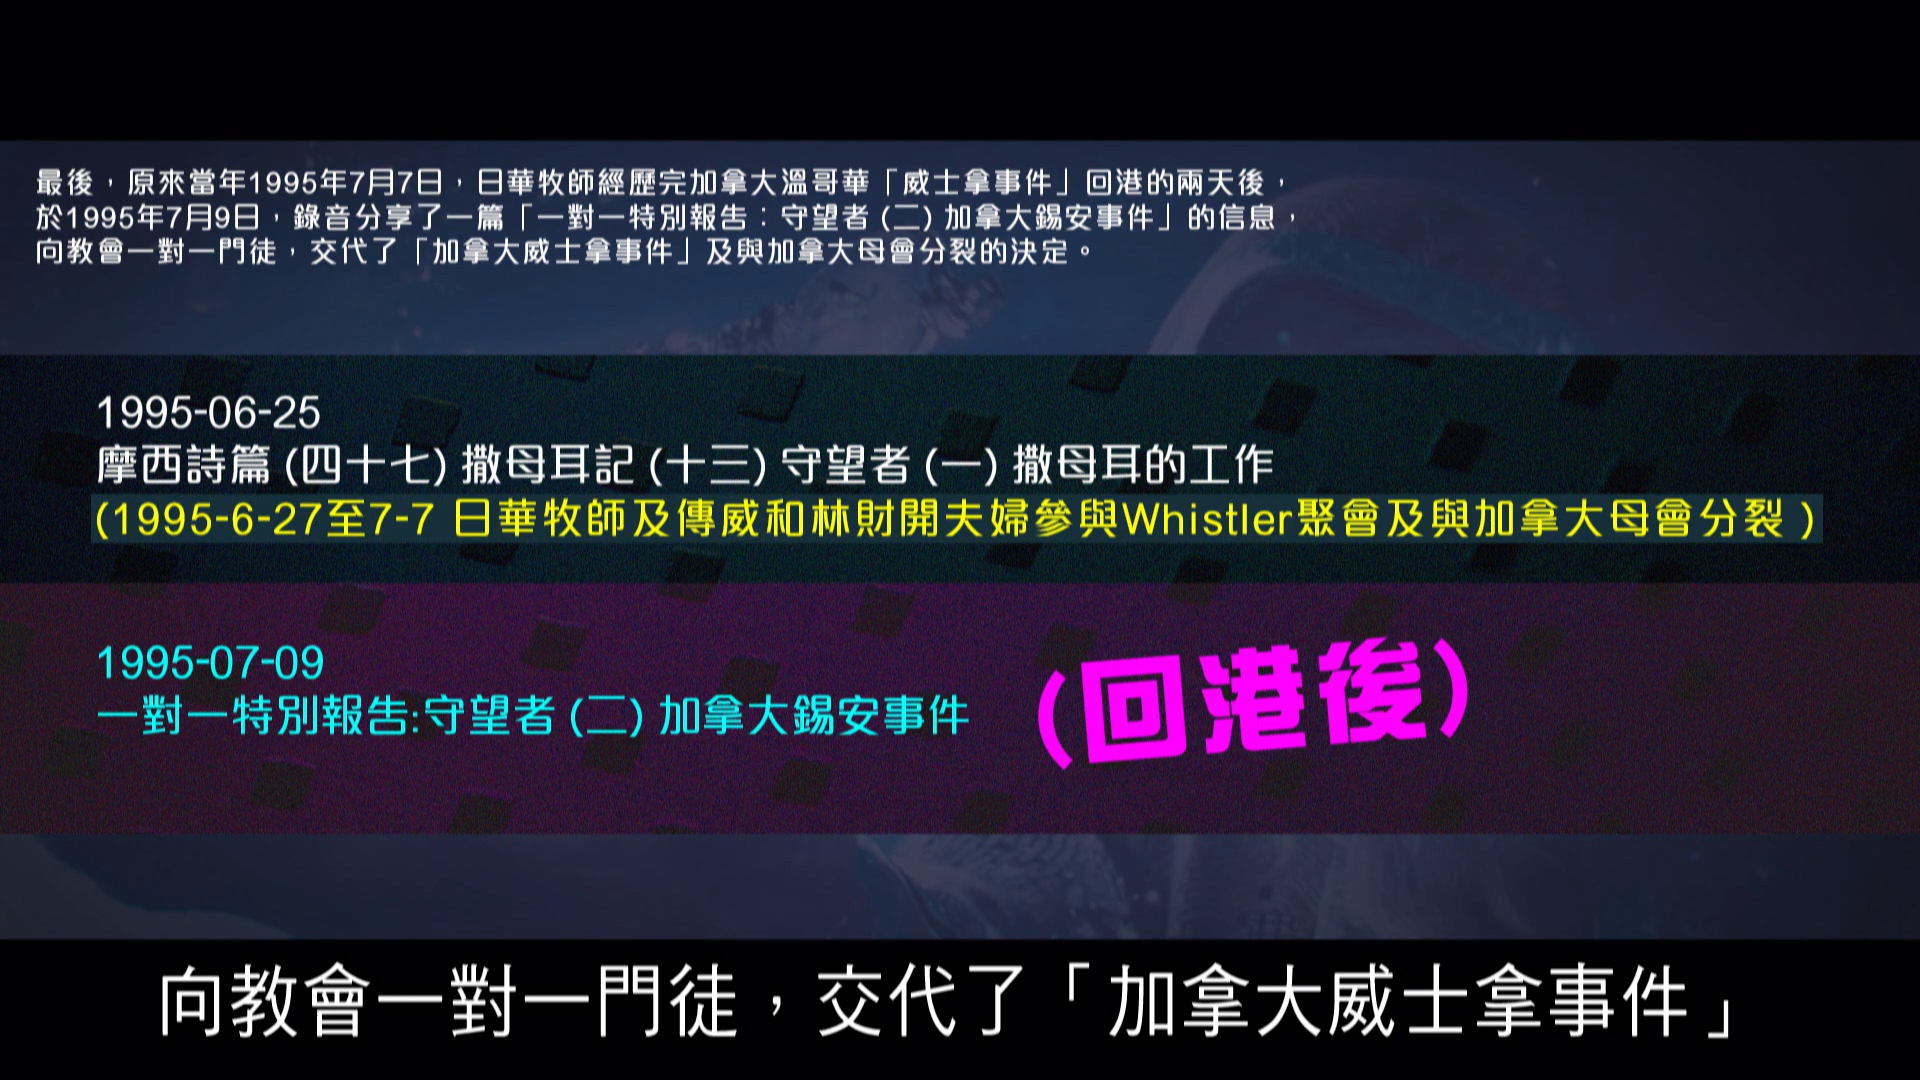 最後，原來當年1995年7月7日，日華牧師經歷完加拿大溫哥華「威士拿事件」回港的兩天後，
於1995年7月9日，錄音分享了一篇「一對一特別報告：守望者 (二) 加拿大錫安事件」的信息，
向教會一對一門徒，交代了「加拿大威士拿事件」及與加拿大母會分裂的決定。
1995-06-25
摩西詩篇 (四十七) 撒母耳記 (十三) 守望者 (一) 撒母耳的工作
(1995-6-27至7-7 日華牧師及傳威和林財開夫婦參與Whistler聚會及與加拿大母會分裂 )
1995-07-09
一對一特別報告:守望者 (二) 加拿大錫安事件
(回港後)
向教會一對一門徒，交代了「加拿大威士拿事件」